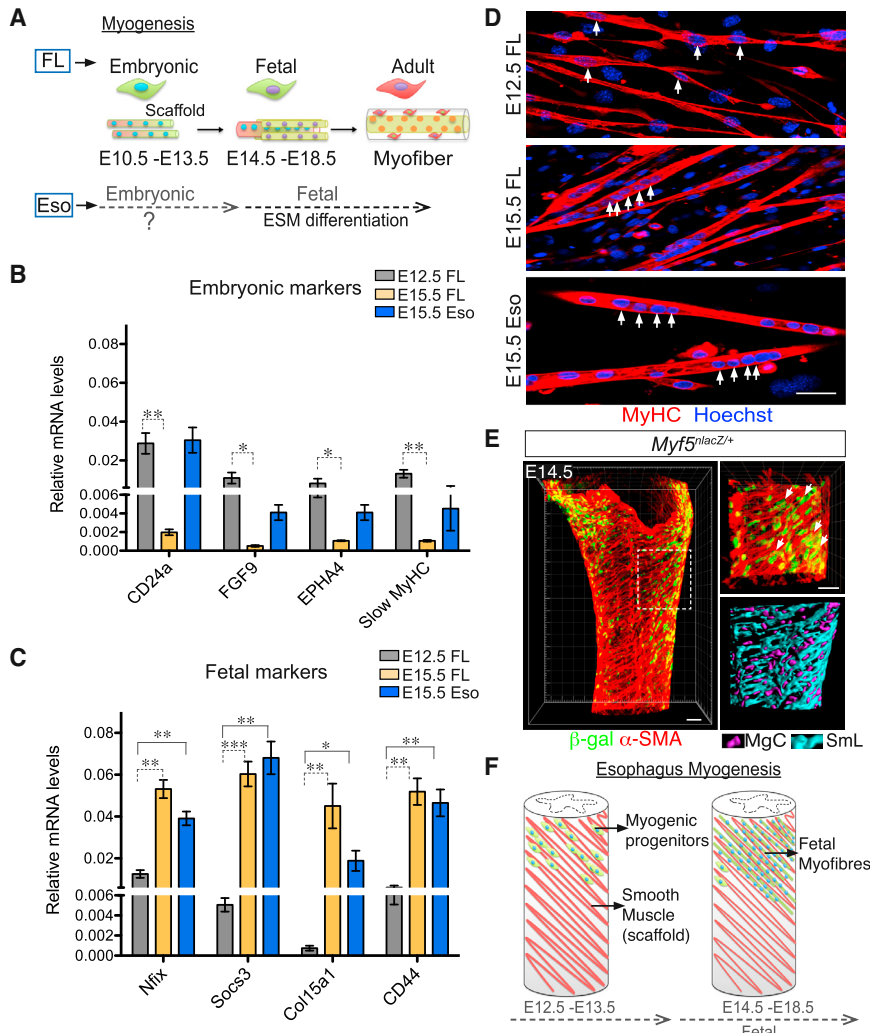 A
Myogenesis
FL
Embryonic
Fetal
Adult
Scaffold
E10.5 -E13.5
E14.5 -E18.5
Myofiber
Eso
Embryonic
Fetal
?
ESM differentiation
B
Embryonic markers
E12.5 FL
E15.5 FL
E15.5 Eso
Relative mRNA levels
0.08
0.06
0.04
0.02
0.006
0.004
0.002
0.000
**
*
*
**
CD24a
FGF9
EPHA4
Slow MyHC
C
Fetal markers
E12.5 FL
E15.5 FL
E15.5 Eso
Relative mRNA levels
0.08
0.06
0.04
0.02
0.006
0.004
0.002
0.000
**
**
**
***
*
**
**
**
Nfix
Socs3
Col15a1
CD44
D
E12.5 FL
E15.5 FL
E15.5 Eso
MyHC Hoechst
E
Myf5nlacZ/+
E14.5
β-gal α-SMA
MgC SmL
F
Esophagus Myogenesis
Myogenic
progenitors
Smooth
Muscle
(scaffold)
Fetal
Myofibres
E12.5 -E13.5
E14.5 -E18.5
Fetal